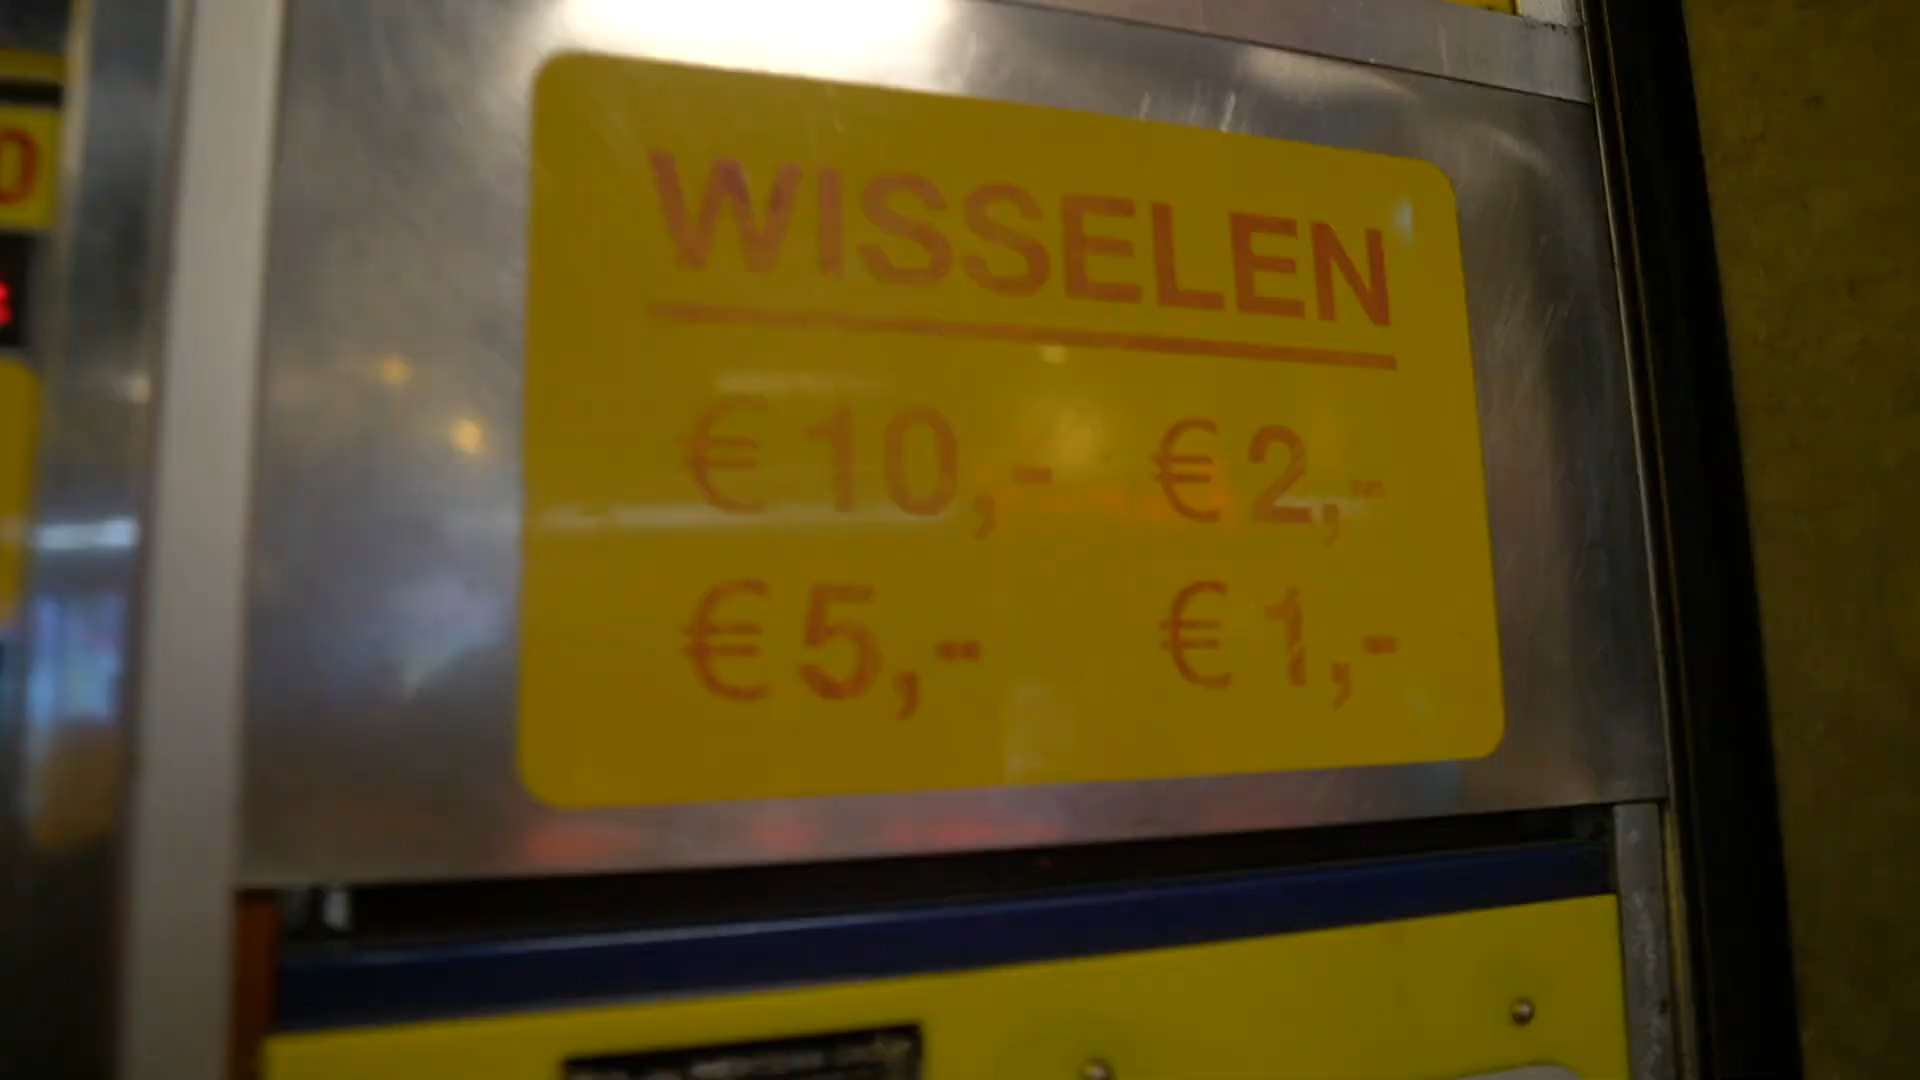 WISSELEN
€ 10,- € 2,-
€ 5,- € 1,-